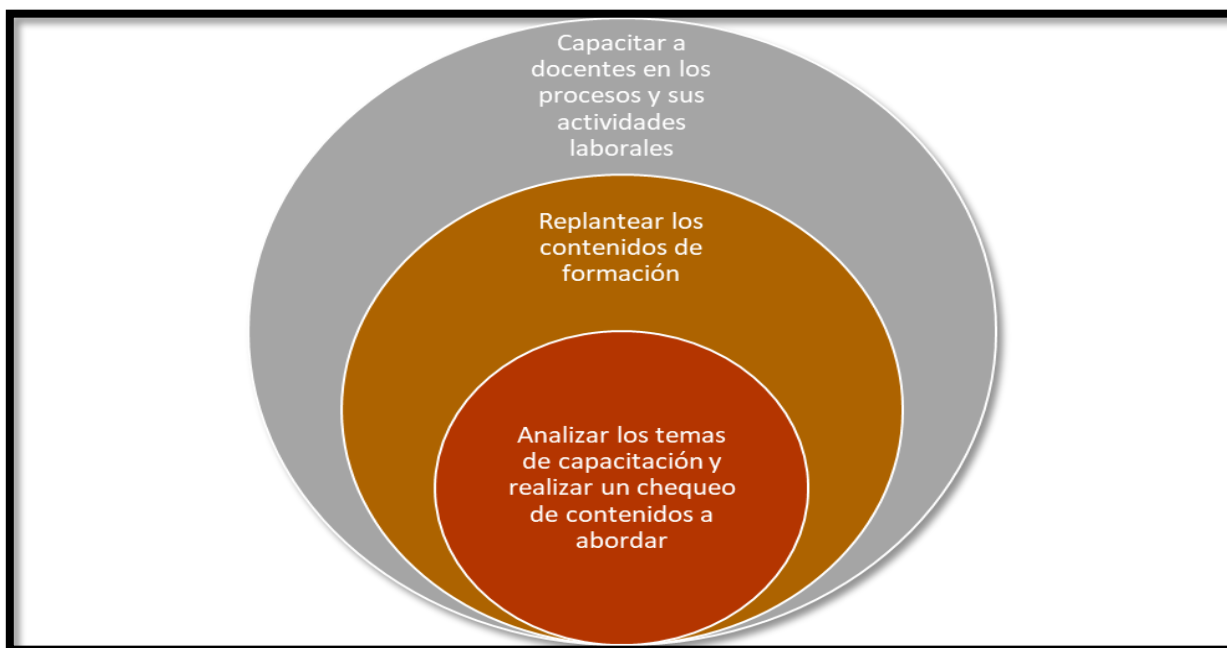 Capacitar a
docentes en los
procesos y sus
actividades
laborales
Replantear los
contenidos de
formación
Analizar los temas
de capacitación y
realizar un chequeo
de contenidos a
abordar